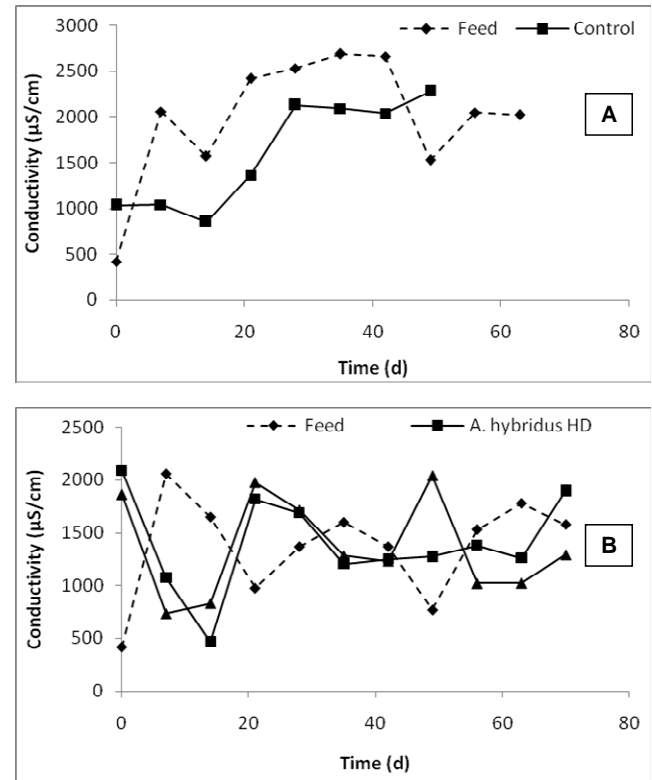 Feed Control
3000
2500
2000
1500
1000
500
0
0 20 40 60 80
Conductivity (µS/cm)
Time (d)
A
Feed A. hybridus HD
2500
2000
1500
1000
500
0
0 20 40 60 80
Conductivity (µS/cm)
Time (d)
B